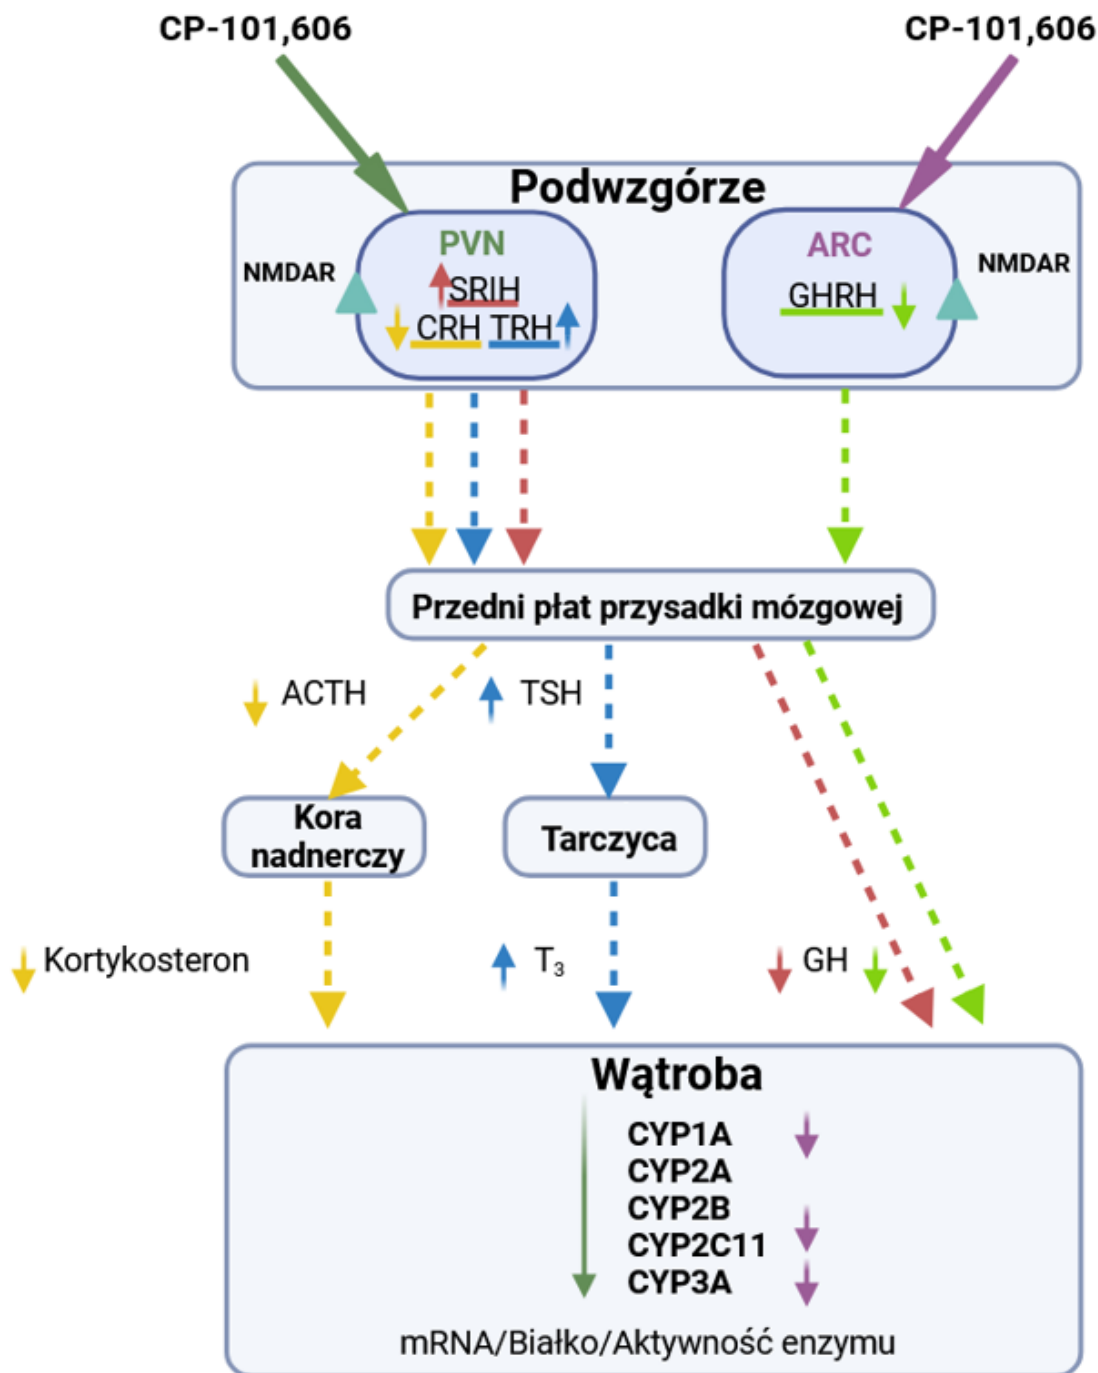 CP-101,606
CP-101,606
Podwzgórze
PVN
ARC
NMDAR
NMDAR
SRIH
GHRH
CRH TRH
Przedni płat przysadki mózgowej
ACTH
TSH
Kora
nadnerczy
Tarczyca
Kortykosteron
T₃
GH
Wątroba
CYP1A
CYP2A
CYP2B
CYP2C11
CYP3A
mRNA/Białko/Aktywność enzymu